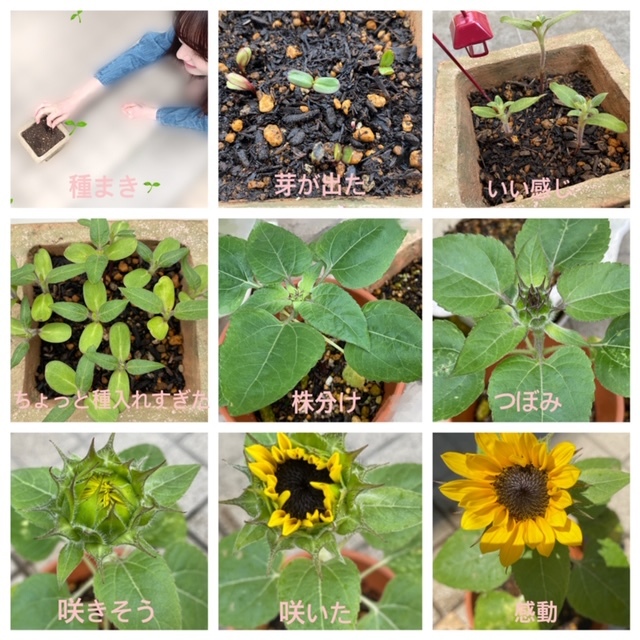 種まき
芽が出た
いい感じ
ちょっと種入れすぎた
株分け
つぼみ
咲きそう
咲いた
感動